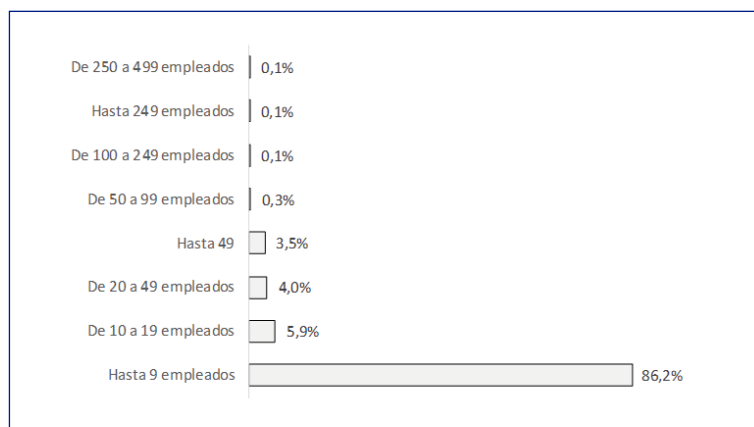 De 250 a 499 empleados 0,1%
Hasta 249 empleados 0,1%
De 100 a 249 empleados 0,1%
De 50 a 99 empleados 0,3%
Hasta 49 3,5%
De 20 a 49 empleados 4,0%
De 10 a 19 empleados 5,9%
Hasta 9 empleados 86,2%